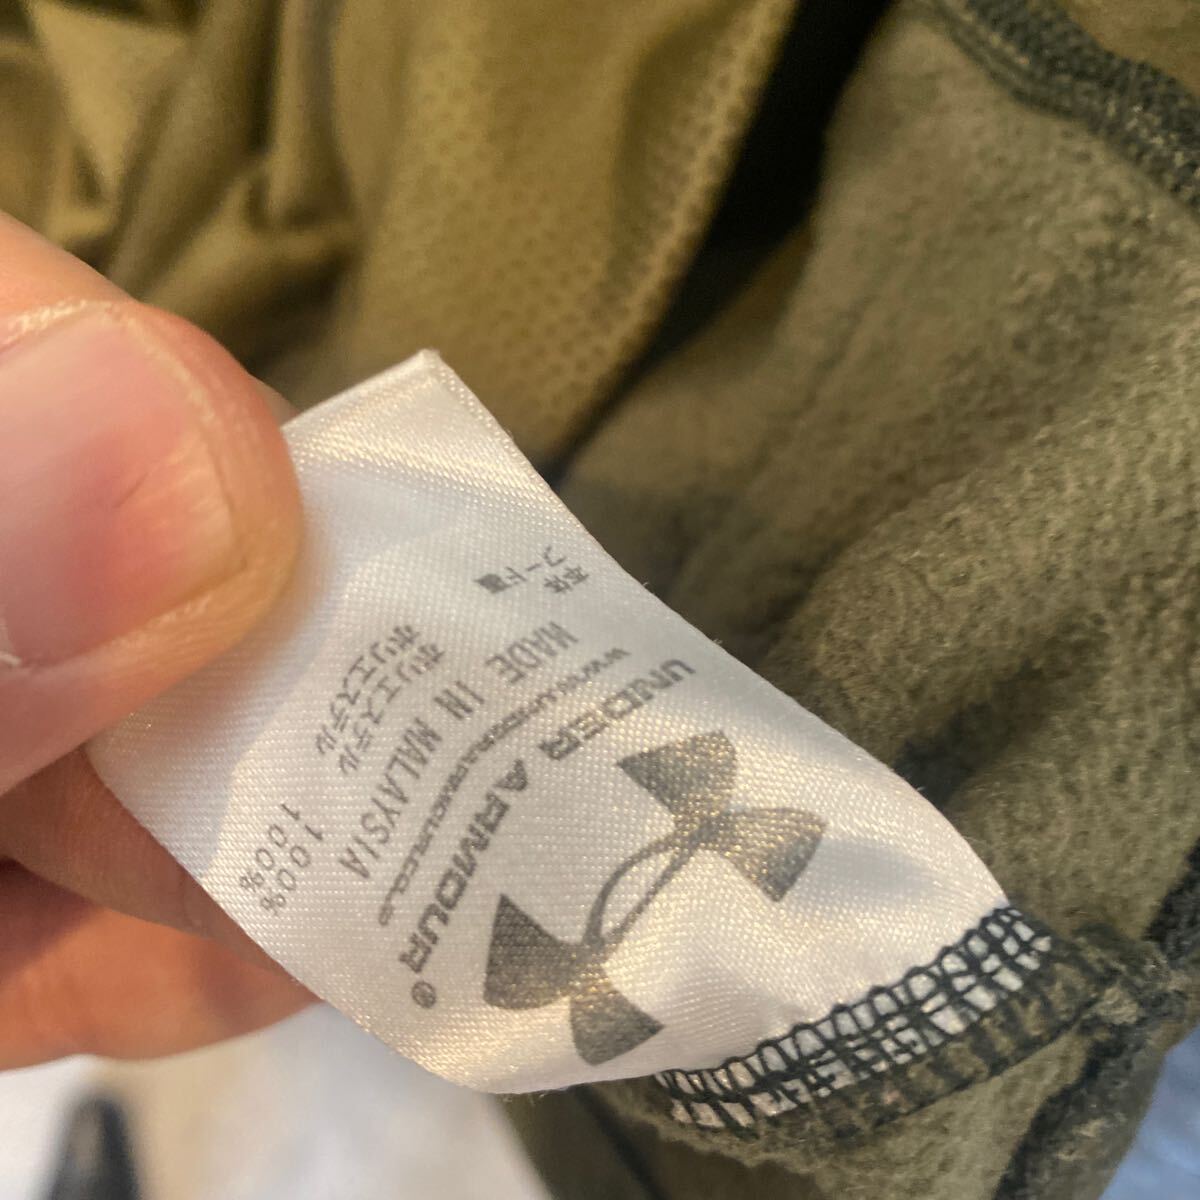 UNDER ARMOUR®
MADE IN MALAYSIA
本体 ポリエステル 100%
フード裏 ポリエステル 100%